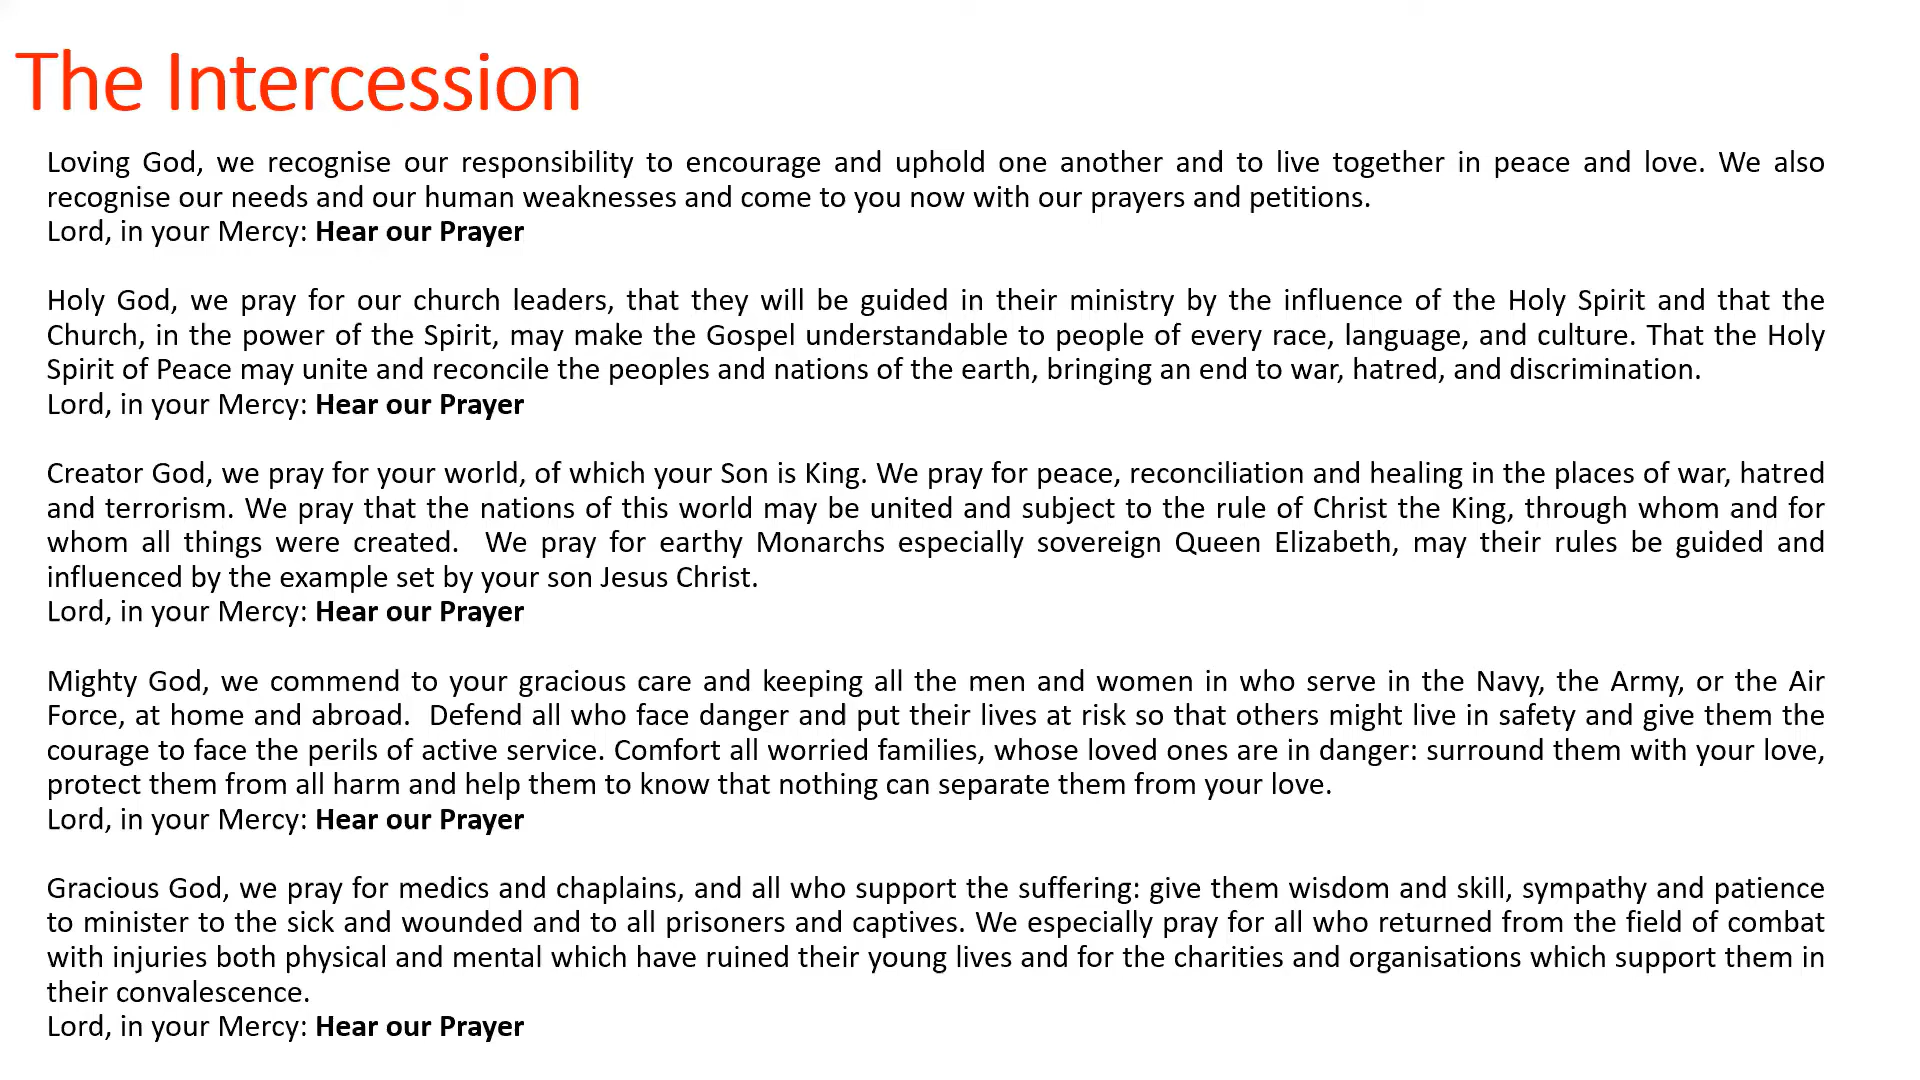 The Intercession
Loving God, we recognise our responsibility to encourage and uphold one another and to live together in peace and love. We also
recognise our needs and our human weaknesses and come to you now with our prayers and petitions.
Lord, in your Mercy: Hear our Prayer
Holy God, we pray for our church leaders, that they will be guided in their ministry by the influence of the Holy Spirit and that the
Church, in the power of the Spirit, may make the Gospel understandable to people of every race, language, and culture. That the Holy
Spirit of Peace may unite and reconcile the peoples and nations of the earth, bringing an end to war, hatred, and discrimination.
Lord, in your Mercy: Hear our Prayer
Creator God, we pray for your world, of which your Son is King. We pray for peace, reconciliation and healing in the places of war, hatred
and terrorism. We pray that the nations of this world may be united and subject to the rule of Christ the King, through whom and for
whom all things were created.  We pray for earthy Monarchs especially sovereign Queen Elizabeth, may their rules be guided and
influenced by the example set by your son Jesus Christ.
Lord, in your Mercy: Hear our Prayer
Mighty God, we commend to your gracious care and keeping all the men and women in who serve in the Navy, the Army, or the Air
Force, at home and abroad.  Defend all who face danger and put their lives at risk so that others might live in safety and give them the
courage to face the perils of active service. Comfort all worried families, whose loved ones are in danger: surround them with your love,
protect them from all harm and help them to know that nothing can separate them from your love.
Lord, in your Mercy: Hear our Prayer
Gracious God, we pray for medics and chaplains, and all who support the suffering: give them wisdom and skill, sympathy and patience
to minister to the sick and wounded and to all prisoners and captives. We especially pray for all who returned from the field of combat
with injuries both physical and mental which have ruined their young lives and for the charities and organisations which support them in
their convalescence.
Lord, in your Mercy: Hear our Prayer